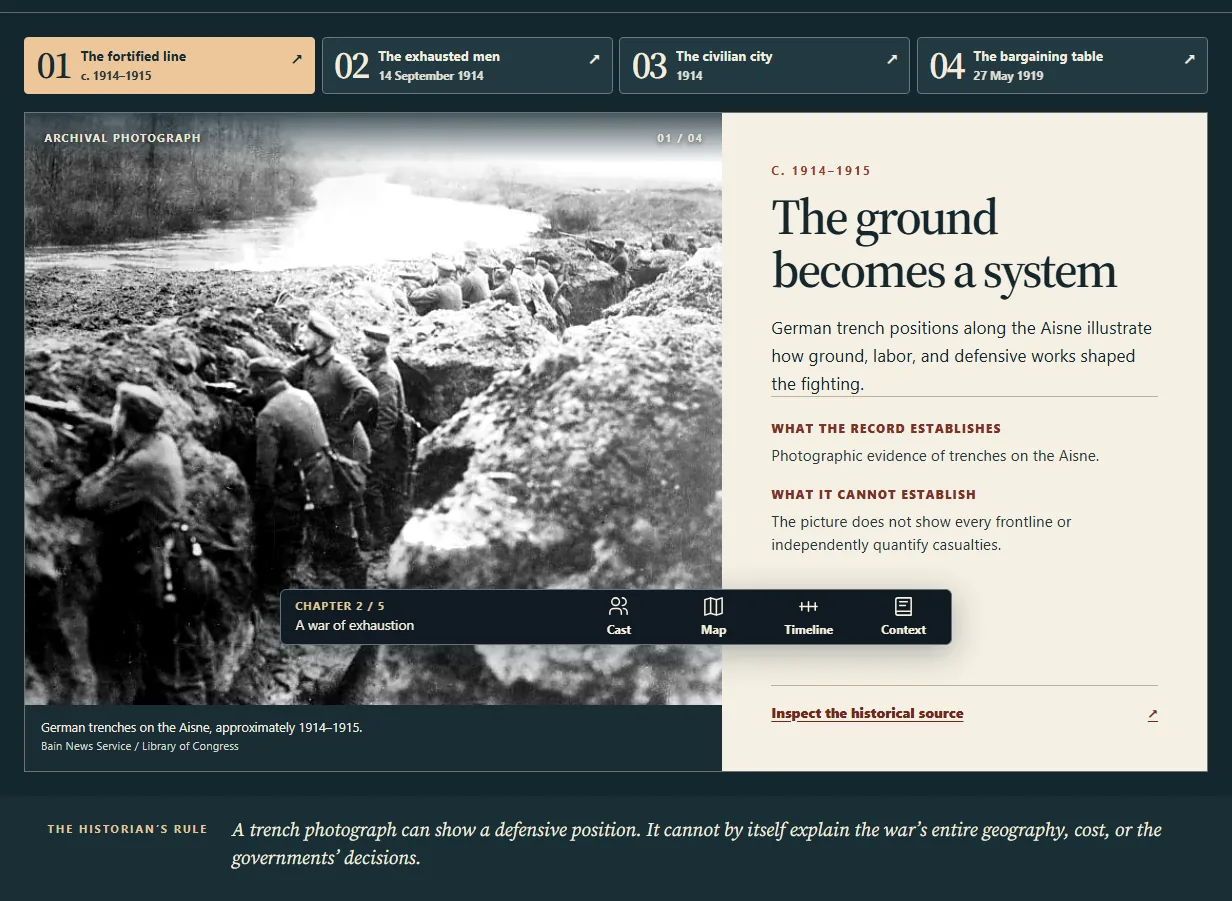 01 The fortified line ↗
c. 1914–1915
02 The exhausted men ↗
14 September 1914
03 The civilian city ↗
1914
04 The bargaining table ↗
27 May 1919
ARCHIVAL PHOTOGRAPH
01 / 04
C. 1914–1915
The ground
becomes a system
German trench positions along the Aisne illustrate
how ground, labor, and defensive works shaped
the fighting.
WHAT THE RECORD ESTABLISHES
Photographic evidence of trenches on the Aisne.
WHAT IT CANNOT ESTABLISH
The picture does not show every frontline or
independently quantify casualties.
CHAPTER 2 / 5
A war of exhaustion
Cast
Map
Timeline
Context
Inspect the historical source ↗
German trenches on the Aisne, approximately 1914–1915.
Bain News Service / Library of Congress
THE HISTORIAN’S RULE
A trench photograph can show a defensive position. It cannot by itself explain the war’s entire geography, cost, or the
governments’ decisions.